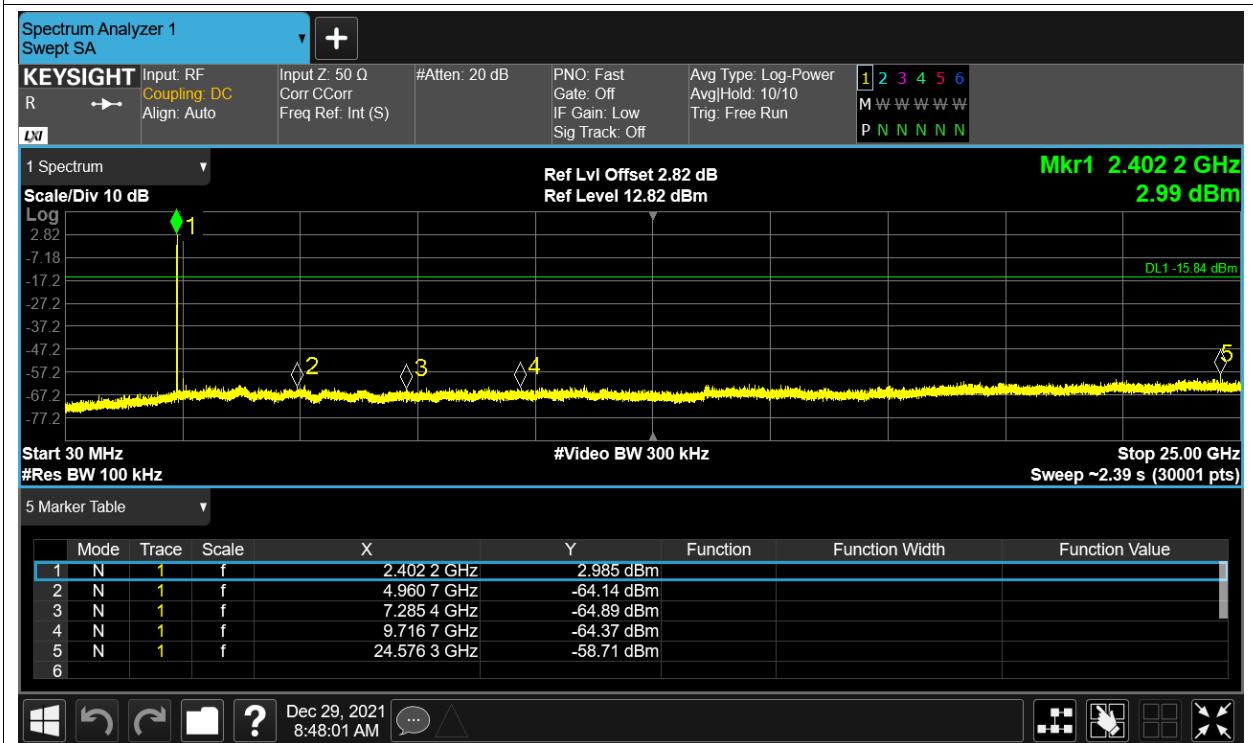 Spectrum Analyzer 1
Swept SA
KEYSIGHT Input: RF Input Z: 50 Ω #Atten: 20 dB PNO: Fast Avg Type: Log-Power 1 2 3 4 5 6
R Coupling: DC Corr CCorr Gate: Off Avg|Hold: 10/10 M W W W W W
Align: Auto Freq Ref: Int (S) IF Gain: Low Trig: Free Run
LXI Sig Track: Off P N N N N N
1 Spectrum Ref Lvl Offset 2.82 dB Mkr1 2.402 2 GHz
Scale/Div 10 dB Ref Level 12.82 dBm 2.99 dBm
Log
1
2.82
-7.18
DL1 -15.84 dBm
-17.2
-27.2
-37.2
-47.2
2 3 4 5
-57.2
-67.2
-77.2
Start 30 MHz #Video BW 300 kHz Stop 25.00 GHz
#Res BW 100 kHz Sweep ~2.39 s (30001 pts)
5 Marker Table
Mode Trace Scale X Y Function Function Width Function Value
1 N 1 f 2.402 2 GHz 2.985 dBm
2 N 1 f 4.960 7 GHz -64.14 dBm
3 N 1 f 7.285 4 GHz -64.89 dBm
4 N 1 f 9.716 7 GHz -64.37 dBm
5 N 1 f 24.576 3 GHz -58.71 dBm
6
? Dec 29, 2021
8:48:01 AM